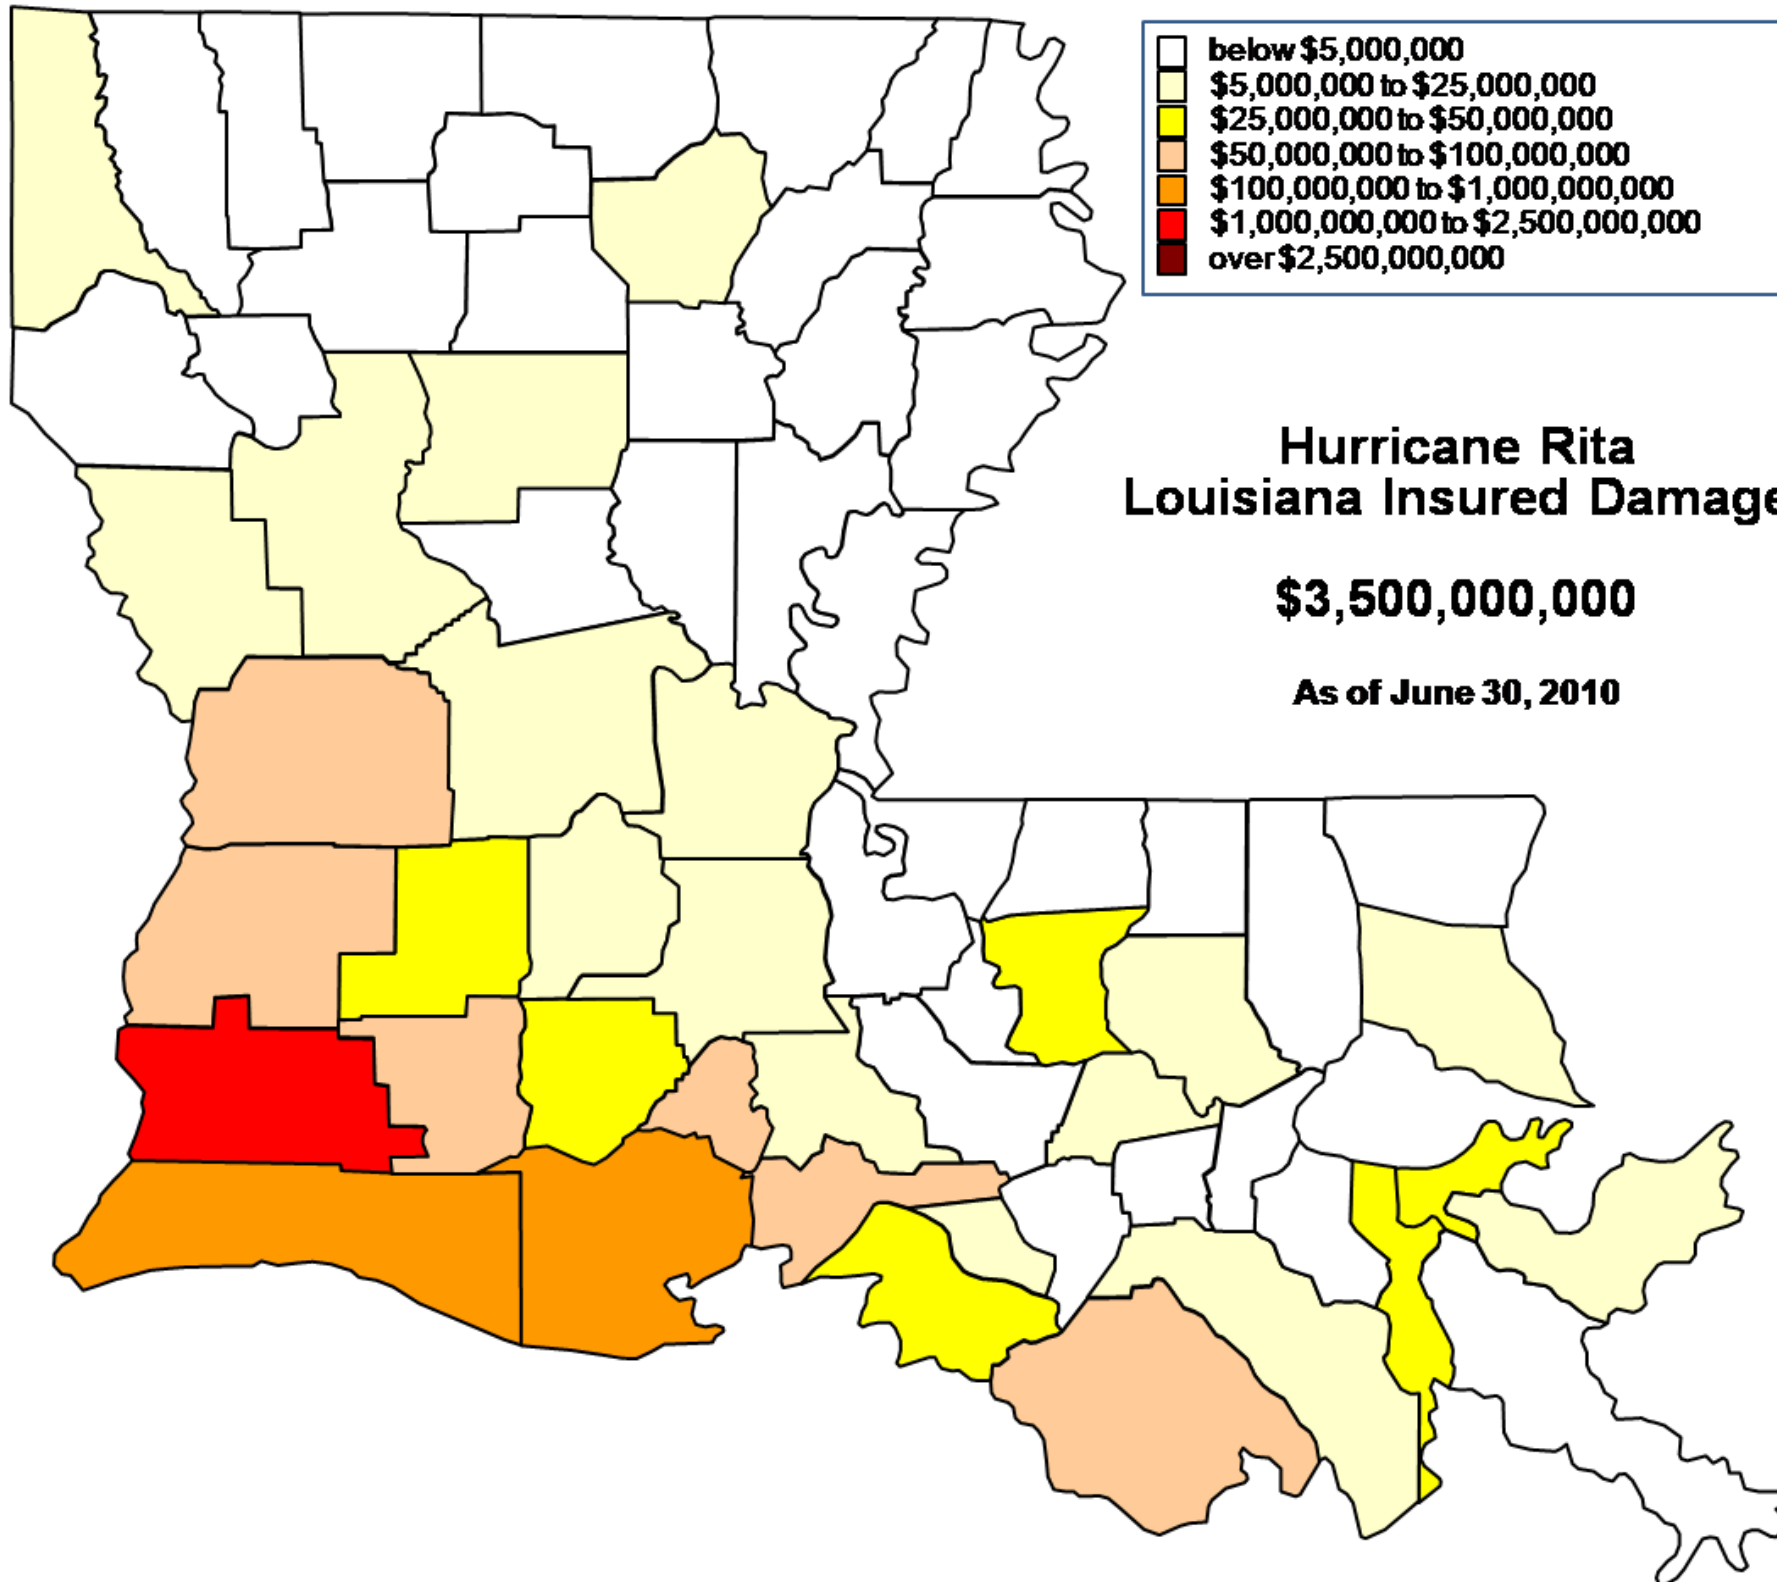 below $5,000,000
$5,000,000 to $25,000,000
$25,000,000 to $50,000,000
$50,000,000 to $100,000,000
$100,000,000 to $1,000,000,000
$1,000,000,000 to $2,500,000,000
over $2,500,000,000
Hurricane Rita
Louisiana Insured Damage
$3,500,000,000
As of June 30, 2010